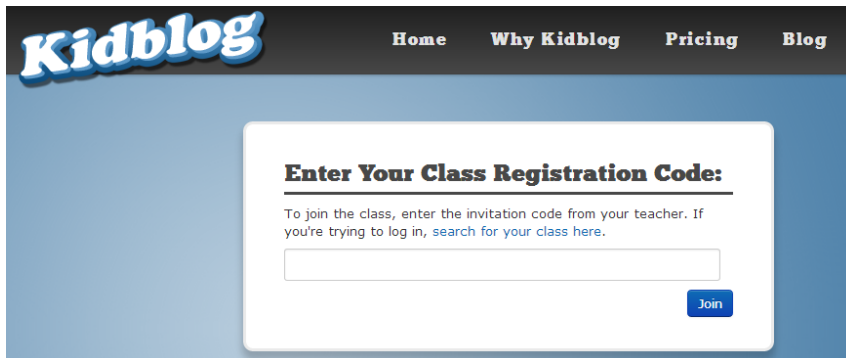 Kidblog
Home Why Kidblog Pricing Blog
Enter Your Class Registration Code:
To join the class, enter the invitation code from your teacher. If
you're trying to log in, search for your class here.
Join